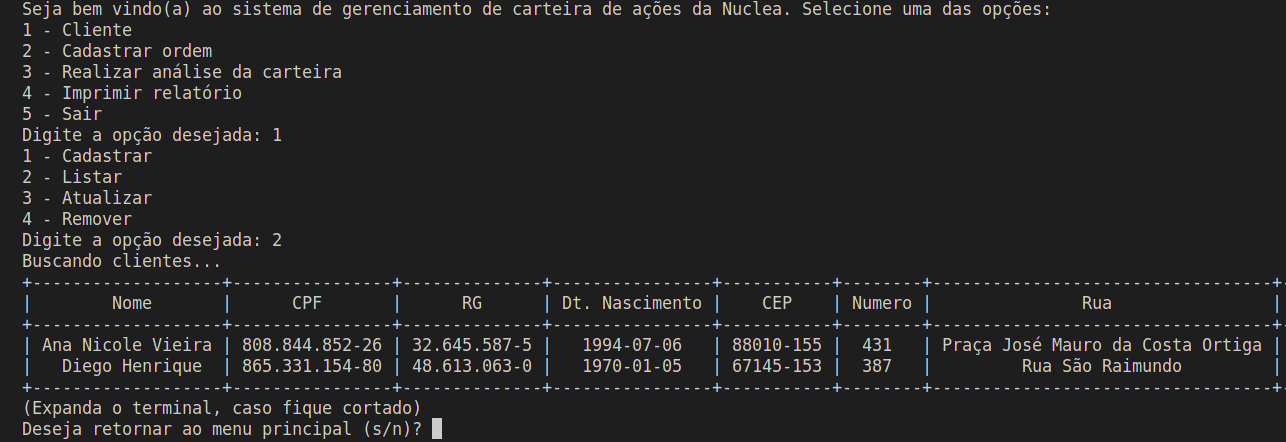 Seja bem vindo(a) ao sistema de gerenciamento de carteira de ações da Nuclea. Selecione uma das opções:
1 - Cliente
2 - Cadastrar ordem
3 - Realizar análise da carteira
4 - Imprimir relatório
5 - Sair
Digite a opção desejada: 1
1 - Cadastrar
2 - Listar
3 - Atualizar
4 - Remover
Digite a opção desejada: 2
Buscando clientes...
+-------------------+----------------+--------------+----------------+-----------+--------+----------------------------------+-
|        Nome       |      CPF       |      RG      | Dt. Nascimento |    CEP    | Numero |               Rua                |
+-------------------+----------------+--------------+----------------+-----------+--------+----------------------------------+-
| Ana Nicole Vieira | 808.844.852-26 | 32.645.587-5 |   1994-07-06   | 88010-155 |  431   | Praça José Mauro da Costa Ortiga |
|   Diego Henrique  | 865.331.154-80 | 48.613.063-0 |   1970-01-05   | 67145-153 |  387   |         Rua São Raimundo         |
+-------------------+----------------+--------------+----------------+-----------+--------+----------------------------------+-
(Expanda o terminal, caso fique cortado)
Deseja retornar ao menu principal (s/n)?